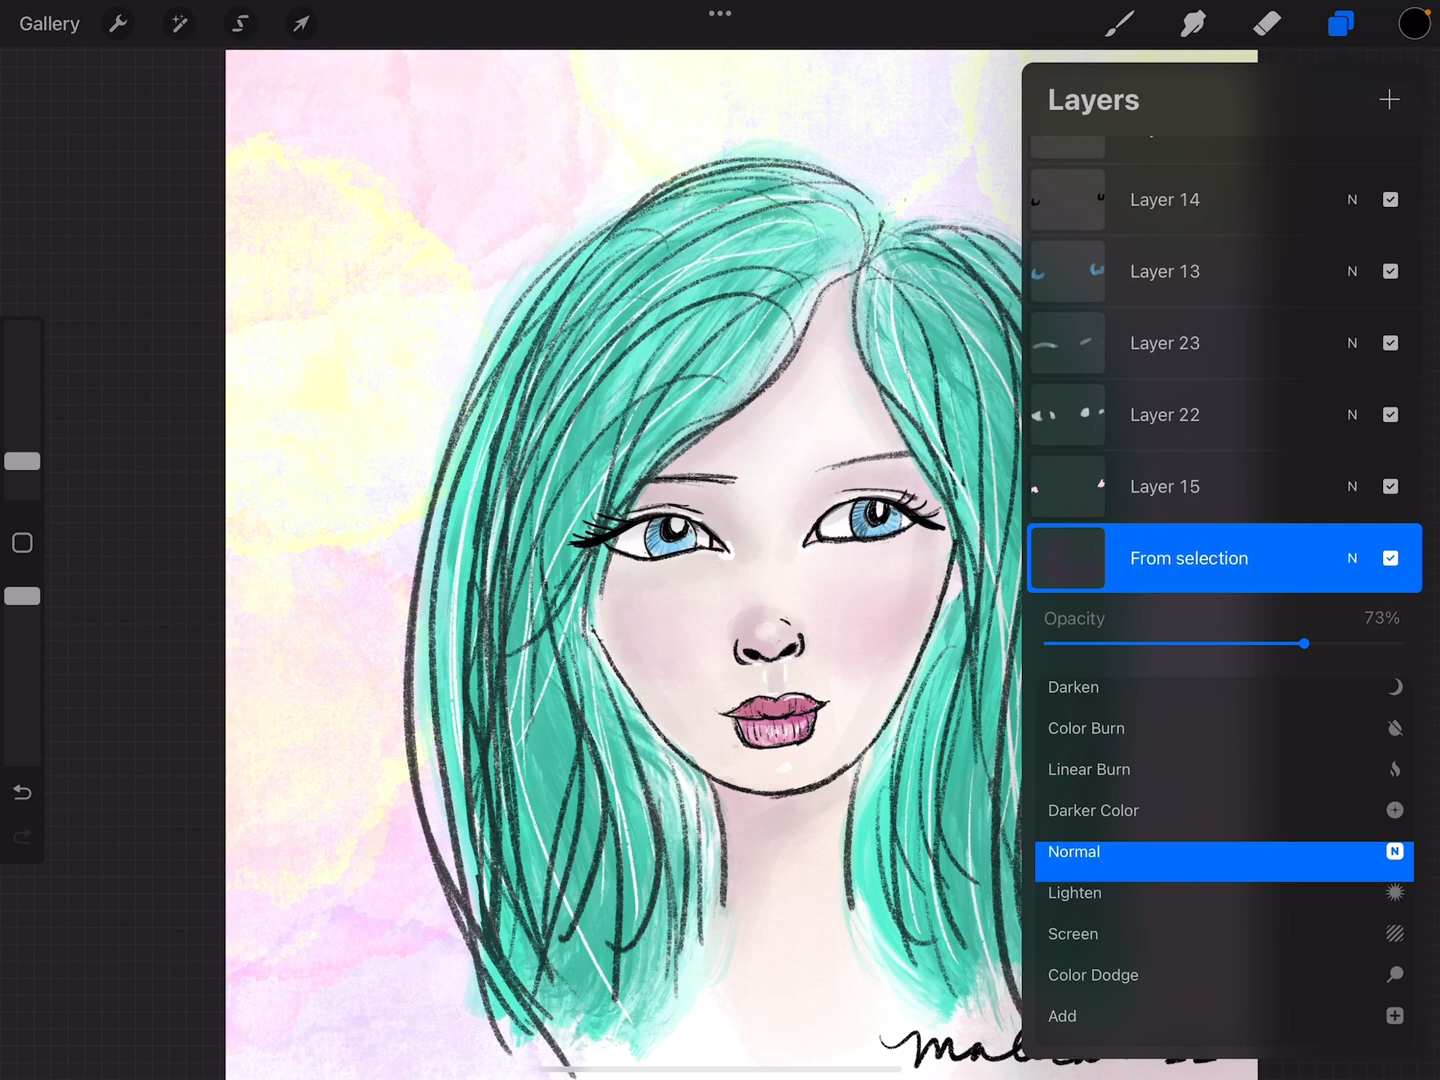 Gallery
Layers
Layer 14 N
Layer 13 N
Layer 23 N
Layer 22 N
Layer 15 N
From selection N
Opacity 73%
Darken
Color Burn
Linear Burn
Darker Color
Normal N
Lighten
Screen
Color Dodge
Add